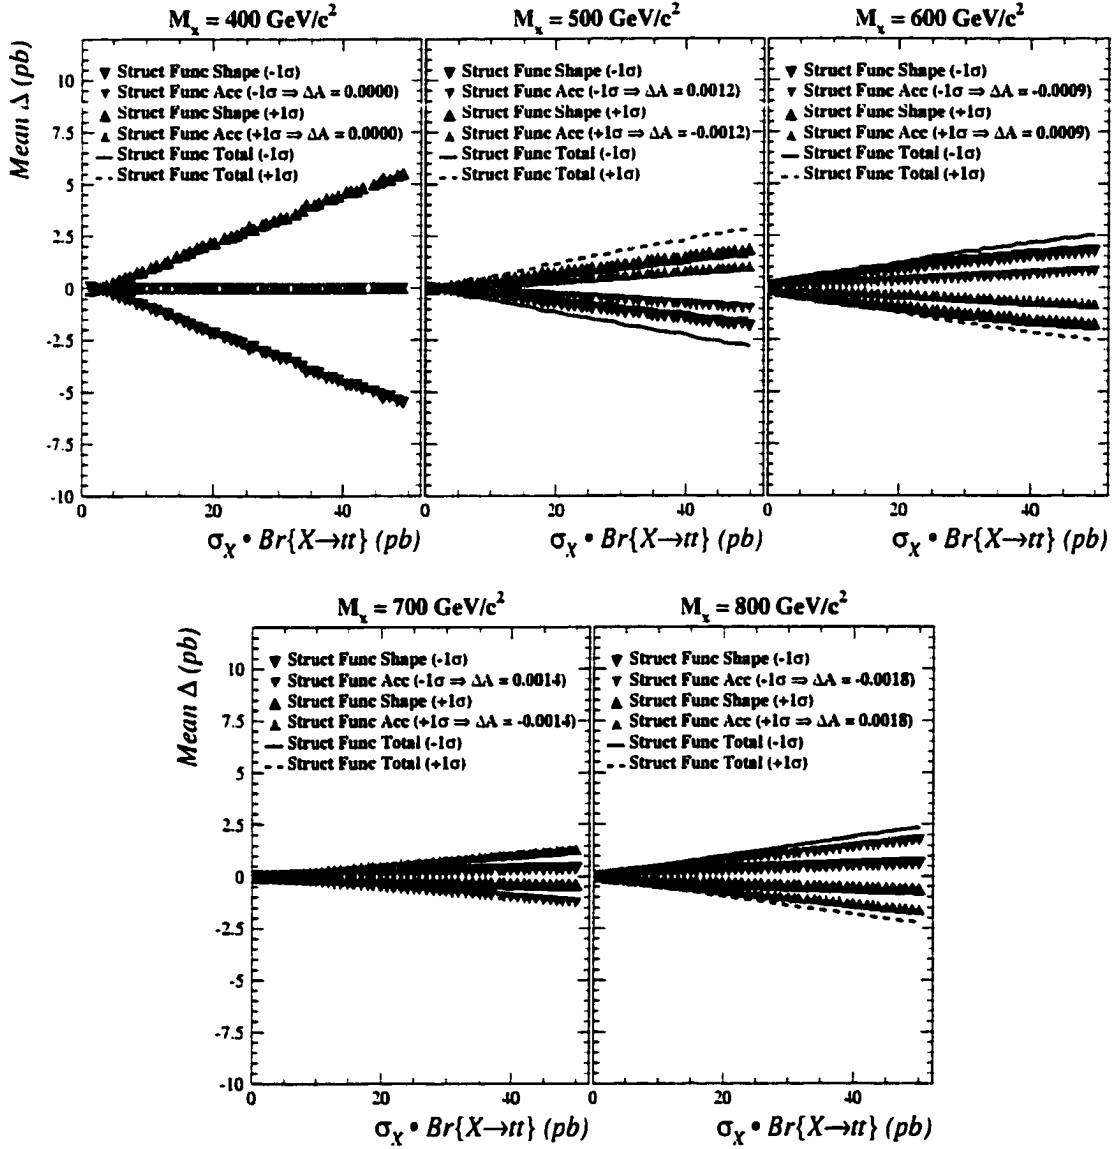 M_x = 400 GeV/c²
M_x = 500 GeV/c²
M_x = 600 GeV/c²
Mean Δ (pb)
10
7.5
5
2.5
0
-2.5
-5
-7.5
-10
Struct Func Shape (-1σ)
Struct Func Acc (-1σ ⇒ ΔA = 0.0000)
Struct Func Shape (+1σ)
Struct Func Acc (+1σ ⇒ ΔA = 0.0000)
Struct Func Total (-1σ)
Struct Func Total (+1σ)
Struct Func Shape (-1σ)
Struct Func Acc (-1σ ⇒ ΔA = 0.0012)
Struct Func Shape (+1σ)
Struct Func Acc (+1σ ⇒ ΔA = -0.0012)
Struct Func Total (-1σ)
Struct Func Total (+1σ)
Struct Func Shape (-1σ)
Struct Func Acc (-1σ ⇒ ΔA = -0.0009)
Struct Func Shape (+1σ)
Struct Func Acc (+1σ ⇒ ΔA = 0.0009)
Struct Func Total (-1σ)
Struct Func Total (+1σ)
0 20 40
0 20 40
0 20 40
σ_X • Br{X→tt} (pb)
σ_X • Br{X→tt} (pb)
σ_X • Br{X→tt} (pb)
M_x = 700 GeV/c²
M_x = 800 GeV/c²
Mean Δ (pb)
10
7.5
5
2.5
0
-2.5
-5
-7.5
-10
Struct Func Shape (-1σ)
Struct Func Acc (-1σ ⇒ ΔA = 0.0014)
Struct Func Shape (+1σ)
Struct Func Acc (+1σ ⇒ ΔA = -0.0014)
Struct Func Total (-1σ)
Struct Func Total (+1σ)
Struct Func Shape (-1σ)
Struct Func Acc (-1σ ⇒ ΔA = -0.0018)
Struct Func Shape (+1σ)
Struct Func Acc (+1σ ⇒ ΔA = 0.0018)
Struct Func Total (-1σ)
Struct Func Total (+1σ)
0 20 40
0 20 40
σ_X • Br{X→tt} (pb)
σ_X • Br{X→tt} (pb)